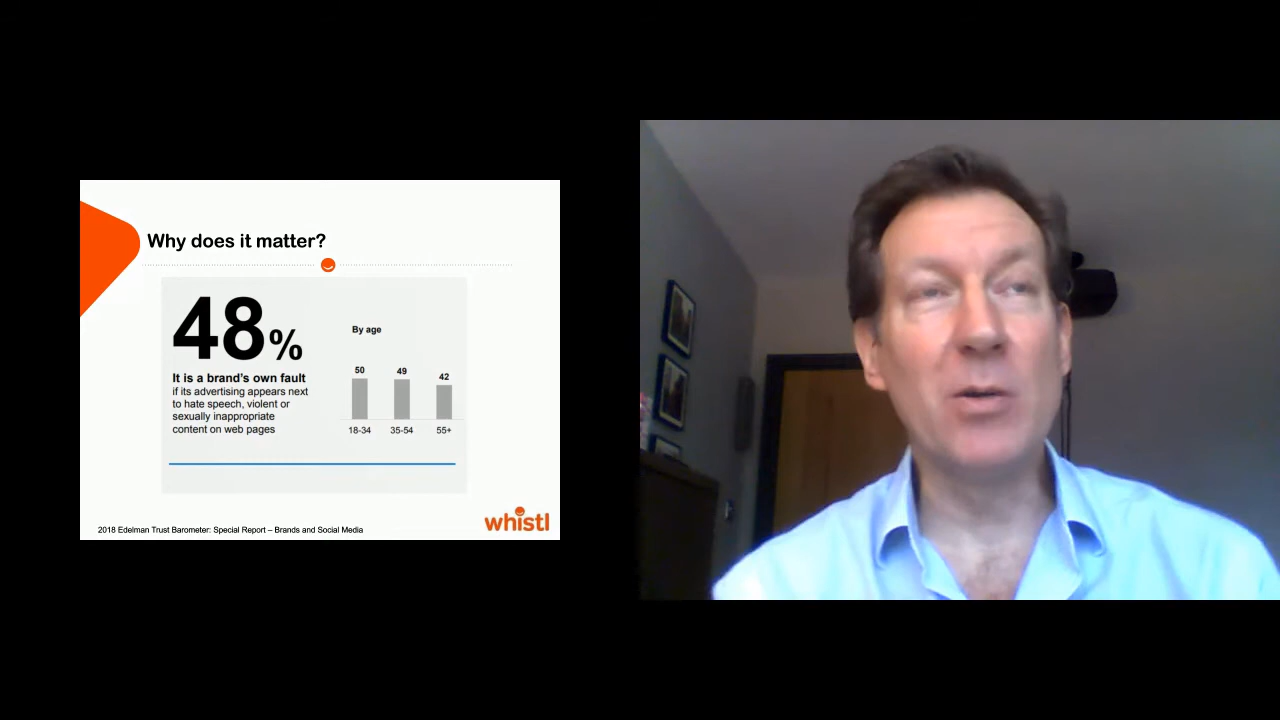 Why does it matter?
48%
It is a brand's own fault
if its advertising appears next
to hate speech, violent or
sexually inappropriate
content on web pages
By age
50 49 42
18-34 35-54 55+
2018 Edelman Trust Barometer: Special Report – Brands and Social Media
whistl